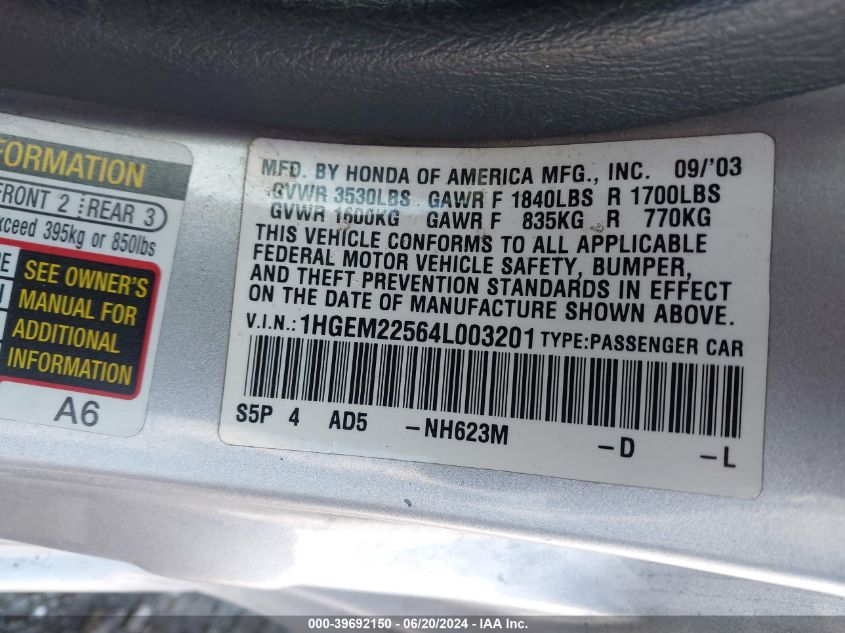 FORMATION
FRONT 2 REAR 3
exceed 395kg or 850lbs
SEE OWNER'S
MANUAL FOR
ADDITIONAL
INFORMATION
A6
MFD. BY HONDA OF AMERICA MFG., INC. 09/'03
GVWR 3530LBS GAWR F 1840LBS R 1700LBS
GVWR 1600KG GAWR F 835KG R 770KG
THIS VEHICLE CONFORMS TO ALL APPLICABLE
FEDERAL MOTOR VEHICLE SAFETY, BUMPER,
AND THEFT PREVENTION STANDARDS IN EFFECT
ON THE DATE OF MANUFACTURE SHOWN ABOVE.
V.I.N.: 1HGEM22564L003201 TYPE:PASSENGER CAR
S5P 4 AD5 -NH623M -D -L
000-39692150 - 06/20/2024 - IAA Inc.